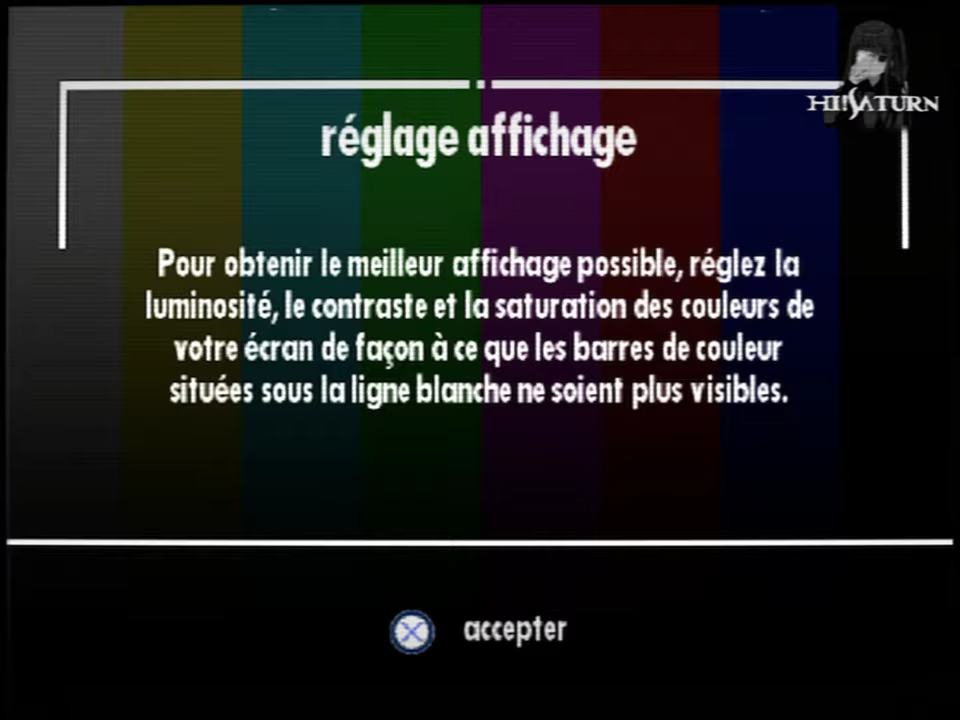 HI!SATURN
réglage affichage
Pour obtenir le meilleur affichage possible, réglez la
luminosité, le contraste et la saturation des couleurs de
votre écran de façon à ce que les barres de couleur
situées sous la ligne blanche ne soient plus visibles.
accepter